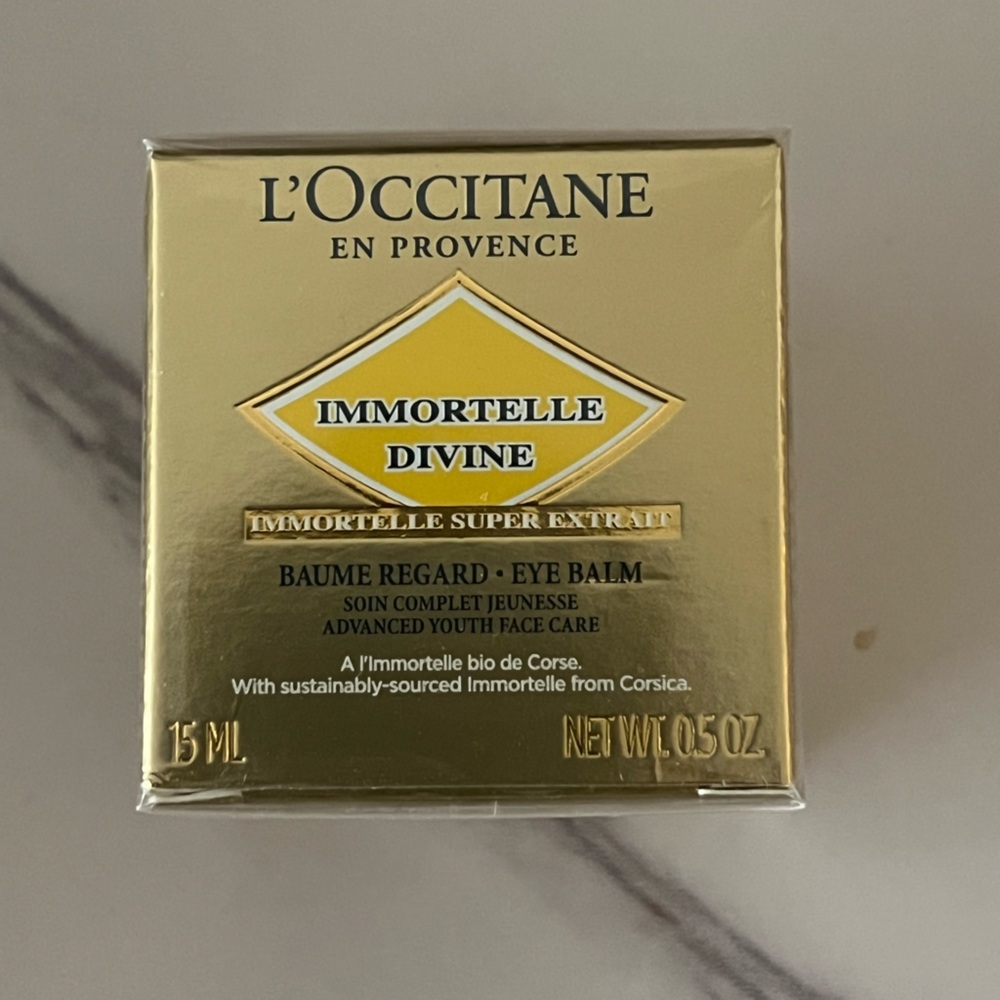 L'OCCITANE
EN PROVENCE
IMMORTELLE
DIVINE
IMMORTELLE SUPER EXTRAIT
BAUME REGARD • EYE BALM
SOIN COMPLET JEUNESSE
ADVANCED YOUTH FACE CARE
A l'Immortelle bio de Corse.
With sustainably-sourced Immortelle from Corsica.
15 ML NET WT. 0.5 OZ